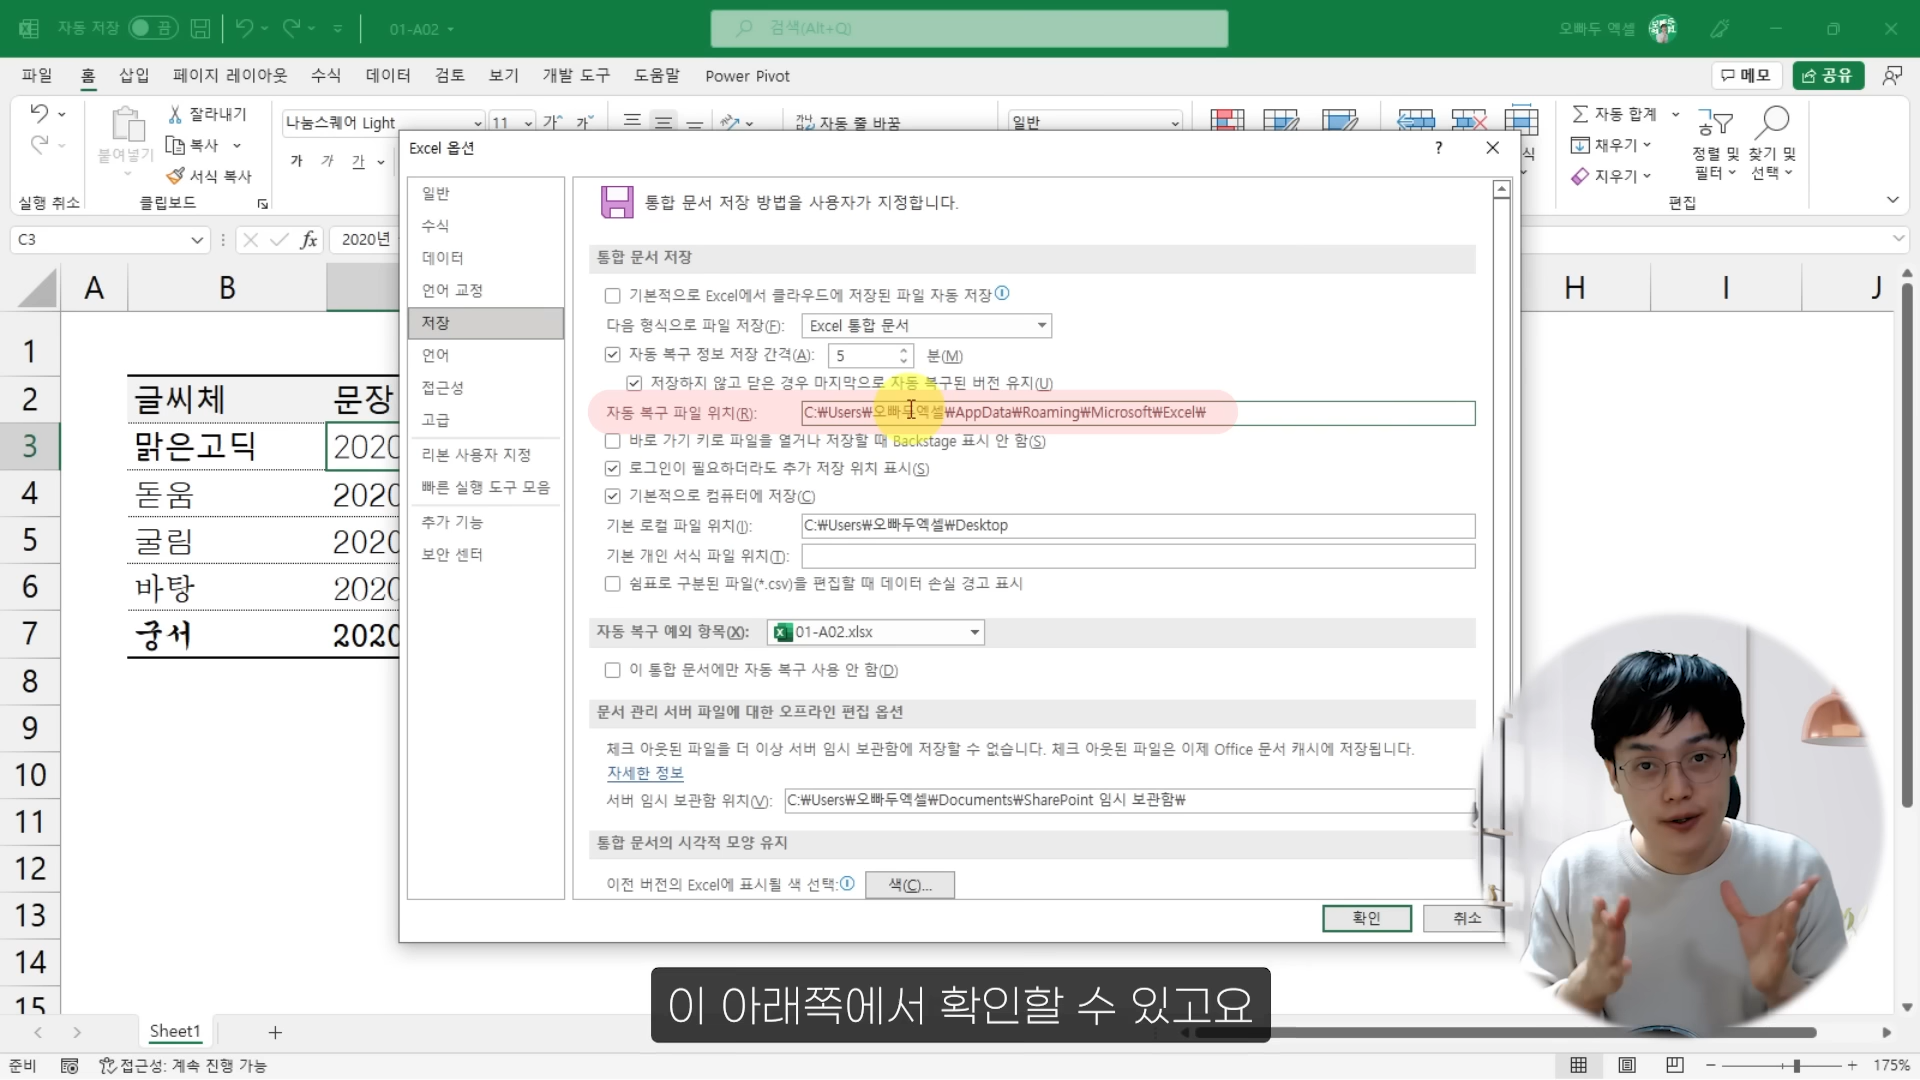 자동 저장 끔 01-A02 검색(Alt+Q) 오빠두 엑셀
파일 홈 삽입 페이지 레이아웃 수식 데이터 검토 보기 개발 도구 도움말 Power Pivot 메모 공유
잘라내기 나눔스퀘어 Light 11 가 가 자동 줄 바꿈 일반 자동 합계
붙여넣기 복사 가 가 가 채우기 정렬 및 찾기 및
서식 복사 식 지우기 필터 선택
실행 취소 클립보드 편집
C3 fx 2020년
A B H I J
1
2 글씨체 문장
3 맑은고딕 2020
4 돋움 2020
5 굴림 2020
6 바탕 2020
7 궁서 2020
8
9
10
11
12
13
14
15
Excel 옵션 ?
일반
수식
데이터
언어 교정
저장
언어
접근성
고급
리본 사용자 지정
빠른 실행 도구 모음
추가 기능
보안 센터
통합 문서 저장 방법을 사용자가 지정합니다.
통합 문서 저장
기본적으로 Excel에서 클라우드에 저장된 파일 자동 저장
다음 형식으로 파일 저장(F): Excel 통합 문서
자동 복구 정보 저장 간격(A): 5 분(M)
저장하지 않고 닫은 경우 마지막으로 자동 복구된 버전 유지(U)
자동 복구 파일 위치(R): C:₩Users₩오빠두엑셀₩AppData₩Roaming₩Microsoft₩Excel₩
바로 가기 키로 파일을 열거나 저장할 때 Backstage 표시 안 함(S)
로그인이 필요하더라도 추가 저장 위치 표시(S)
기본적으로 컴퓨터에 저장(C)
기본 로컬 파일 위치(I): C:₩Users₩오빠두엑셀₩Desktop
기본 개인 서식 파일 위치(T):
쉼표로 구분된 파일(*.csv)을 편집할 때 데이터 손실 경고 표시
자동 복구 예외 항목(X): 01-A02.xlsx
이 통합 문서에만 자동 복구 사용 안 함(D)
문서 관리 서버 파일에 대한 오프라인 편집 옵션
체크 아웃된 파일을 더 이상 서버 임시 보관함에 저장할 수 없습니다. 체크 아웃된 파일은 이제 Office 문서 캐시에 저장됩니다.
자세한 정보
서버 임시 보관함 위치(V): C:₩Users₩오빠두엑셀₩Documents₩SharePoint 임시 보관함₩
통합 문서의 시각적 모양 유지
이전 버전의 Excel에 표시될 색 선택: 색(C)...
확인 취소
이 아래쪽에서 확인할 수 있고요
Sheet1
준비 접근성: 계속 진행 가능 175%